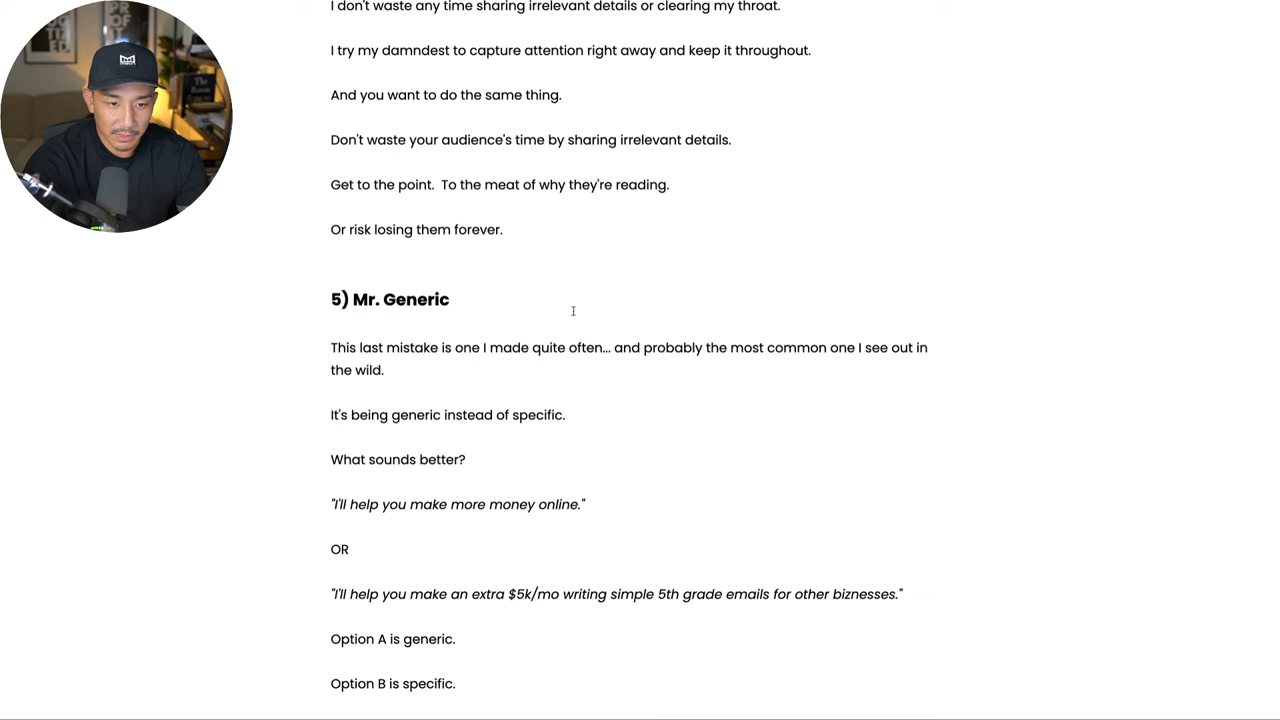 PR
OF
IT
IZED.
The
I don't waste any time sharing irrelevant details or clearing my throat.
I try my damndest to capture attention right away and keep it throughout.
And you want to do the same thing.
Don't waste your audience's time by sharing irrelevant details.
Get to the point.  To the meat of why they're reading.
Or risk losing them forever.
5) Mr. Generic
This last mistake is one I made quite often... and probably the most common one I see out in
the wild.
It's being generic instead of specific.
What sounds better?
"I'll help you make more money online."
OR
"I'll help you make an extra $5k/mo writing simple 5th grade emails for other biznesses."
Option A is generic.
Option B is specific.